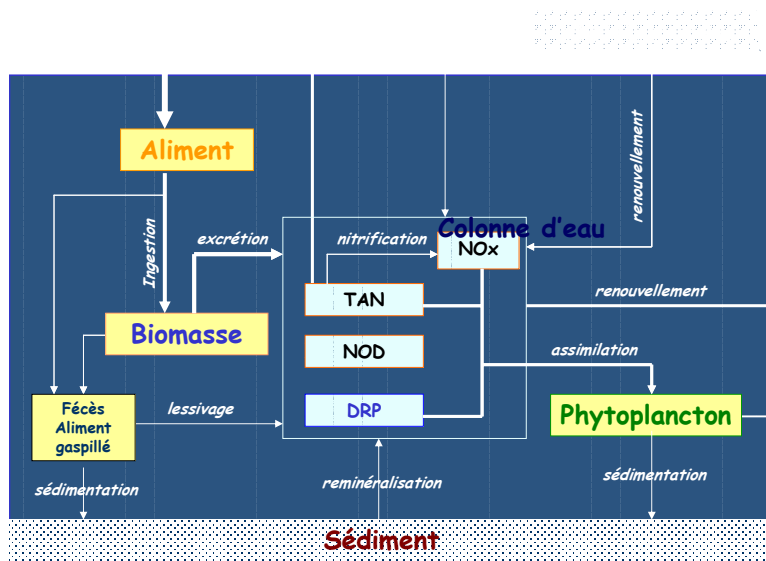 renouvellement
Aliment
Colonne d'eau
Ingestion
excrétion
nitrification
NOx
renouvellement
TAN
Biomasse
NOD
assimilation
Fécès
Aliment
gaspillé
lessivage
DRP
Phytoplancton
sédimentation
reminéralisation
sédimentation
Sédiment